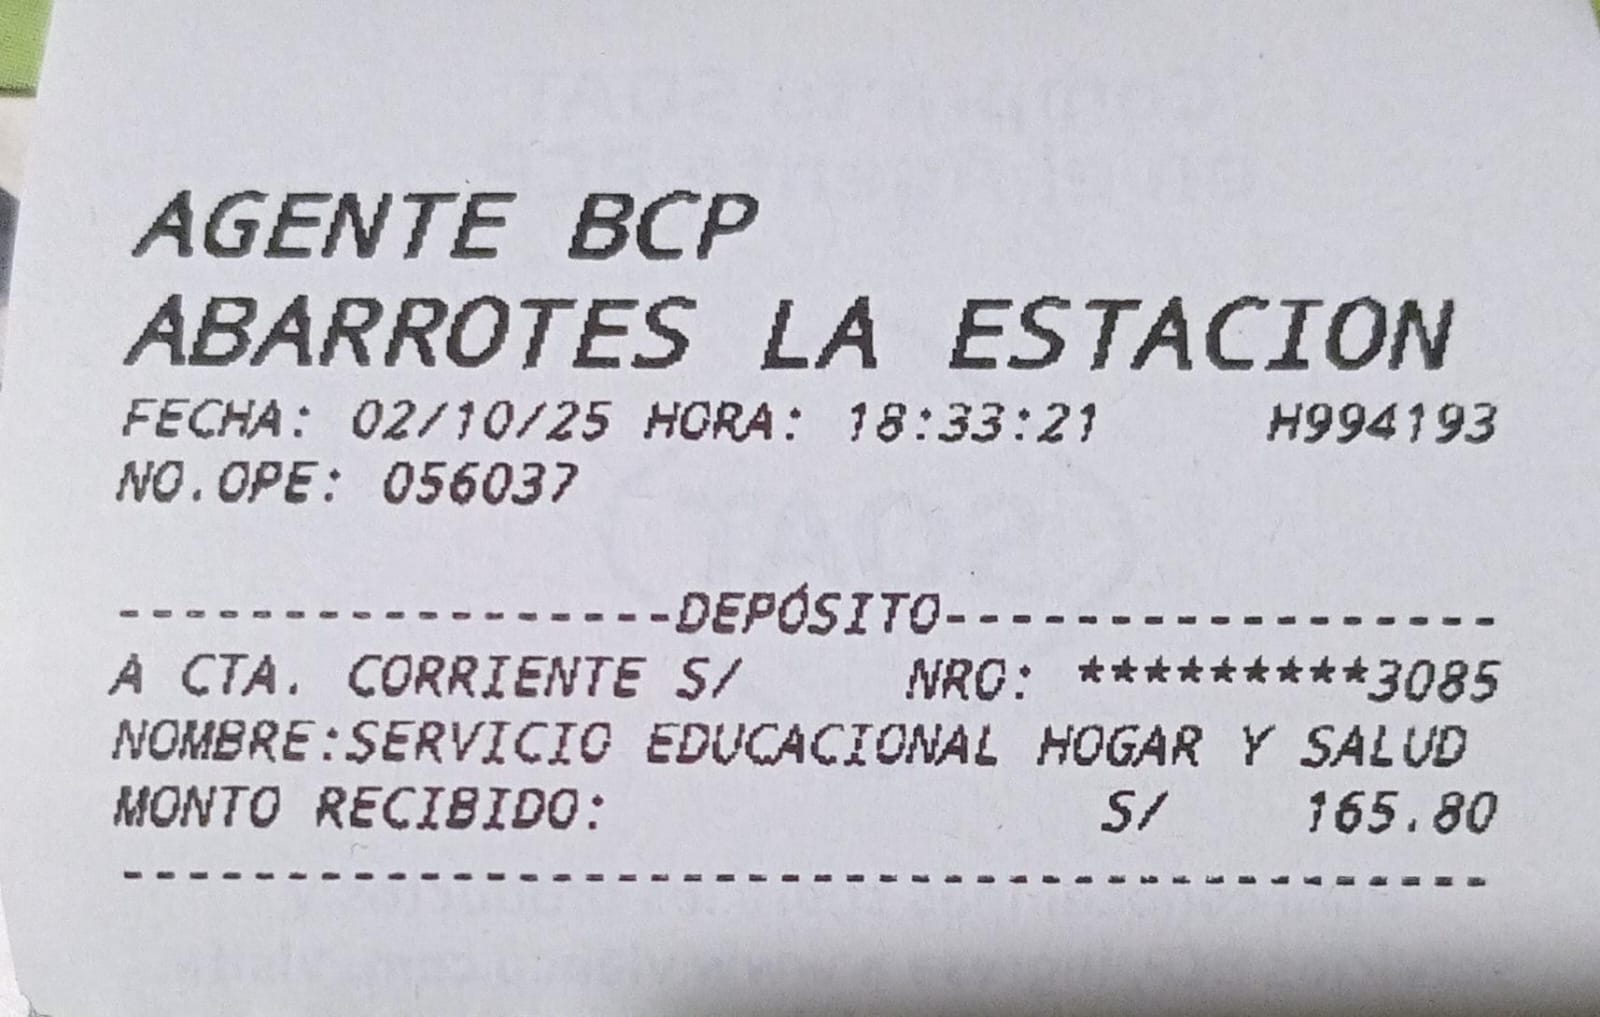 AGENTE BCP
ABARROTES LA ESTACION
FECHA: 02/10/25 HORA: 18:33:21 H994193
NO.OPE: 056037
------------------DEPÓSITO-----------------
A CTA. CORRIENTE S/ NRO: *********3085
NOMBRE:SERVICIO EDUCACIONAL HOGAR Y SALUD
MONTO RECIBIDO: S/ 165.80
------------------------------------------